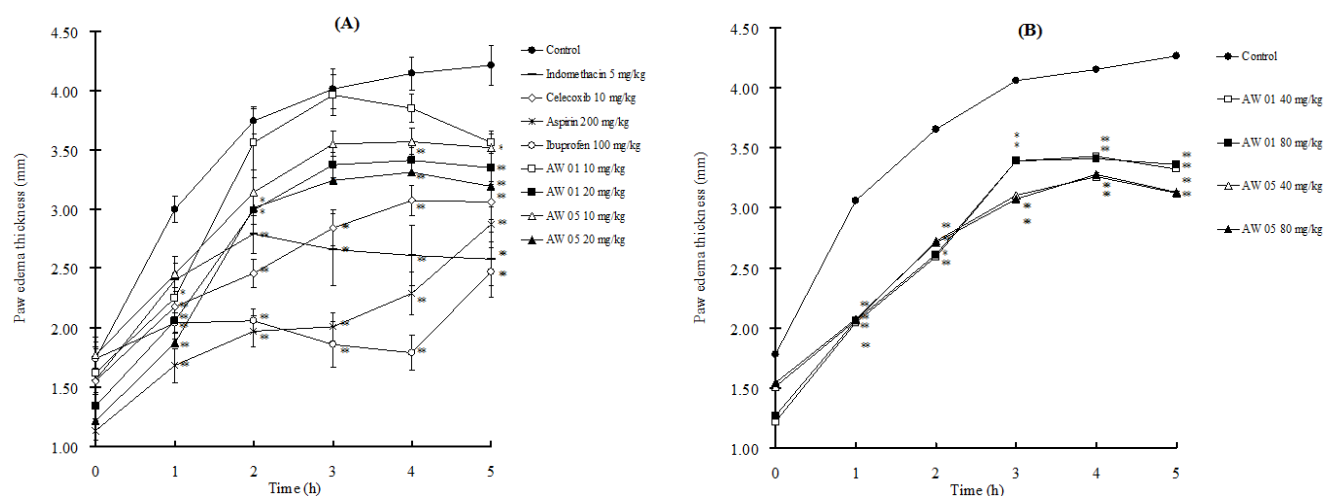 (A)
Paw edema thickness (mm)
4.50
4.00
3.50
3.00
2.50
2.00
1.50
1.00
0 1 2 3 4 5
Time (h)
Control
Indomethacin 5 mg/kg
Celecoxib 10 mg/kg
Aspirin 200 mg/kg
Ibuprofen 100 mg/kg
AW 01 10 mg/kg
AW 01 20 mg/kg
AW 05 10 mg/kg
AW 05 20 mg/kg
(B)
Paw edema thickness (mm)
4.50
4.00
3.50
3.00
2.50
2.00
1.50
1.00
0 1 2 3 4 5
Time (h)
Control
AW 01 40 mg/kg
AW 01 80 mg/kg
AW 05 40 mg/kg
AW 05 80 mg/kg